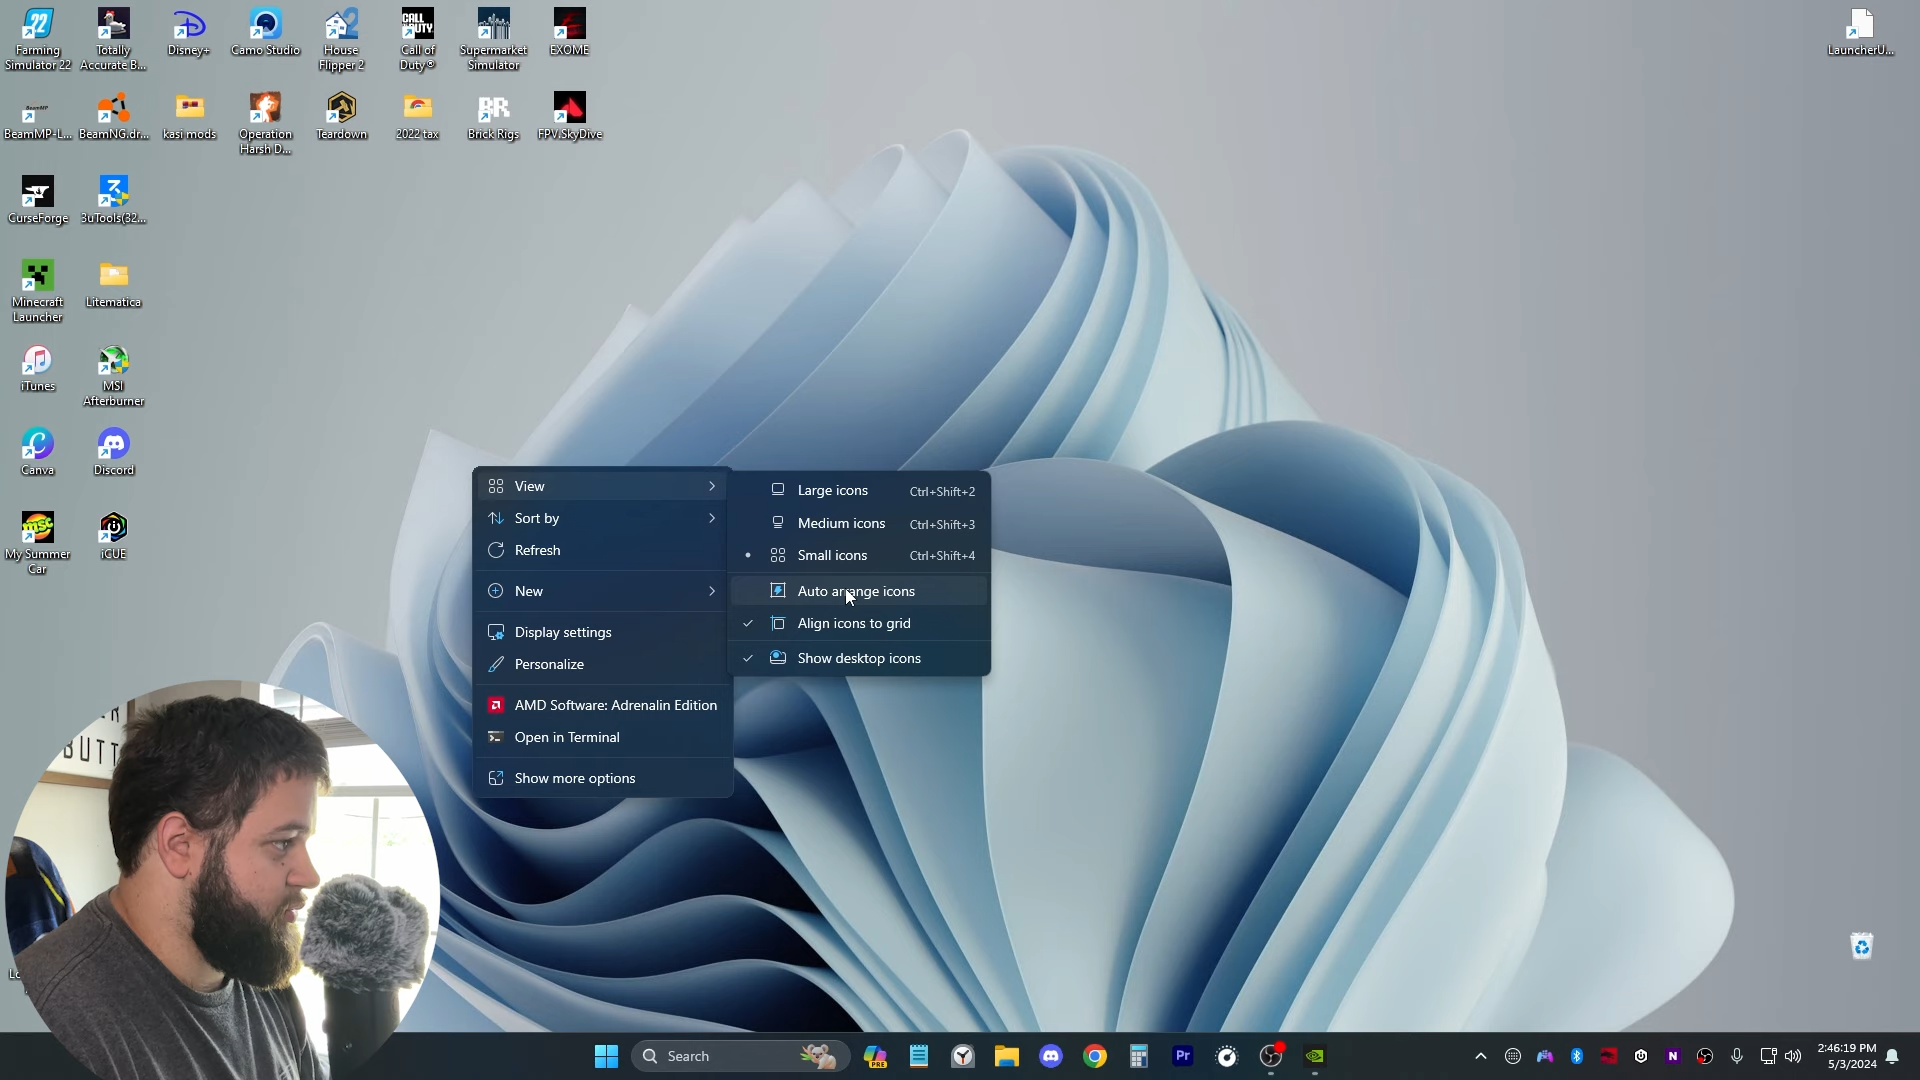 Farming
Simulator 22
Totally
Accurate B...
Disney+
Camo Studio
House
Flipper 2
Call of
Duty®
Supermarket
Simulator
EXOME
LauncherU...
BeamMP-L...
BeamNG.dr...
kasi mods
Operation
Harsh D...
Teardown
2022 tax
Brick Rigs
FPV.SkyDive
CurseForge
3uTools(32...
Minecraft
Launcher
Litematica
iTunes
MSI
Afterburner
Canva
Discord
My Summer
Car
iCUE
View
Sort by
Refresh
New
Display settings
Personalize
AMD Software: Adrenalin Edition
Open in Terminal
Show more options
Large icons Ctrl+Shift+2
Medium icons Ctrl+Shift+3
Small icons Ctrl+Shift+4
Auto arrange icons
Align icons to grid
Show desktop icons
Search
2:46:19 PM
5/3/2024